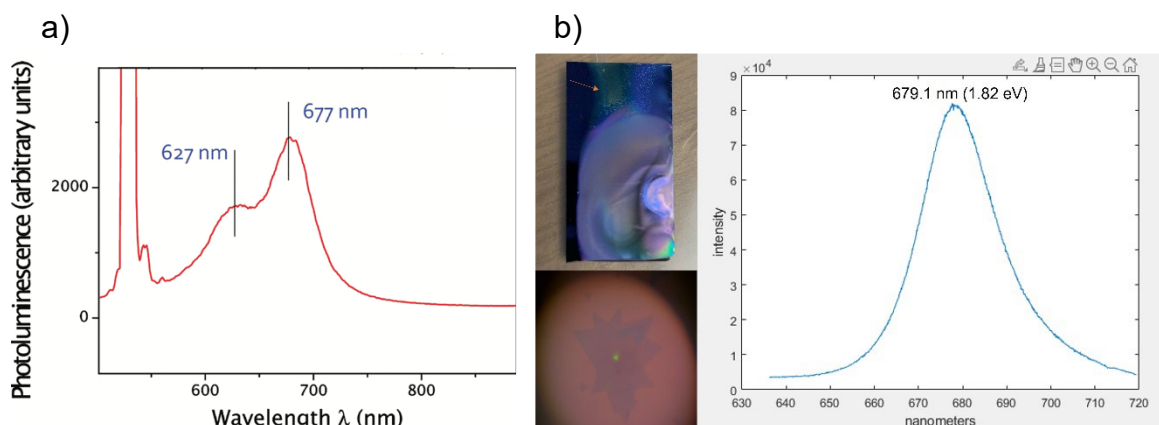 a)
b)
627 nm
677 nm
2000
0
600
700
800
Photoluminescence (arbitrary units)
Wavelength λ (nm)
×10⁴
679.1 nm (1.82 eV)
9
8
7
6
5
4
3
2
1
0
intensity
630
640
650
660
670
680
690
700
710
720
nanometers